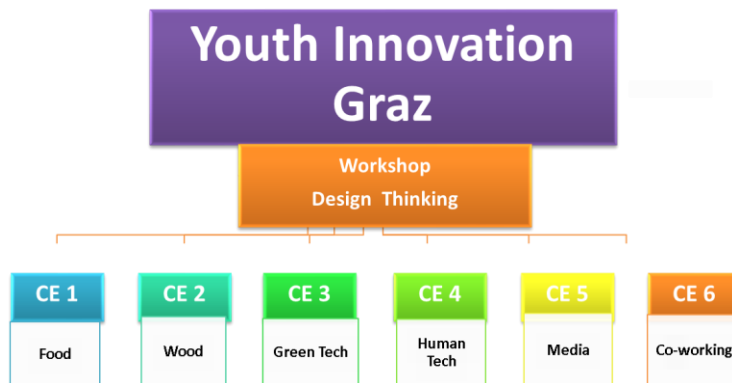 Youth Innovation
Graz
Workshop
Design Thinking
CE 1
CE 2
CE 3
CE 4
CE 5
CE 6
Food
Wood
Green Tech
Human
Tech
Media
Co-working